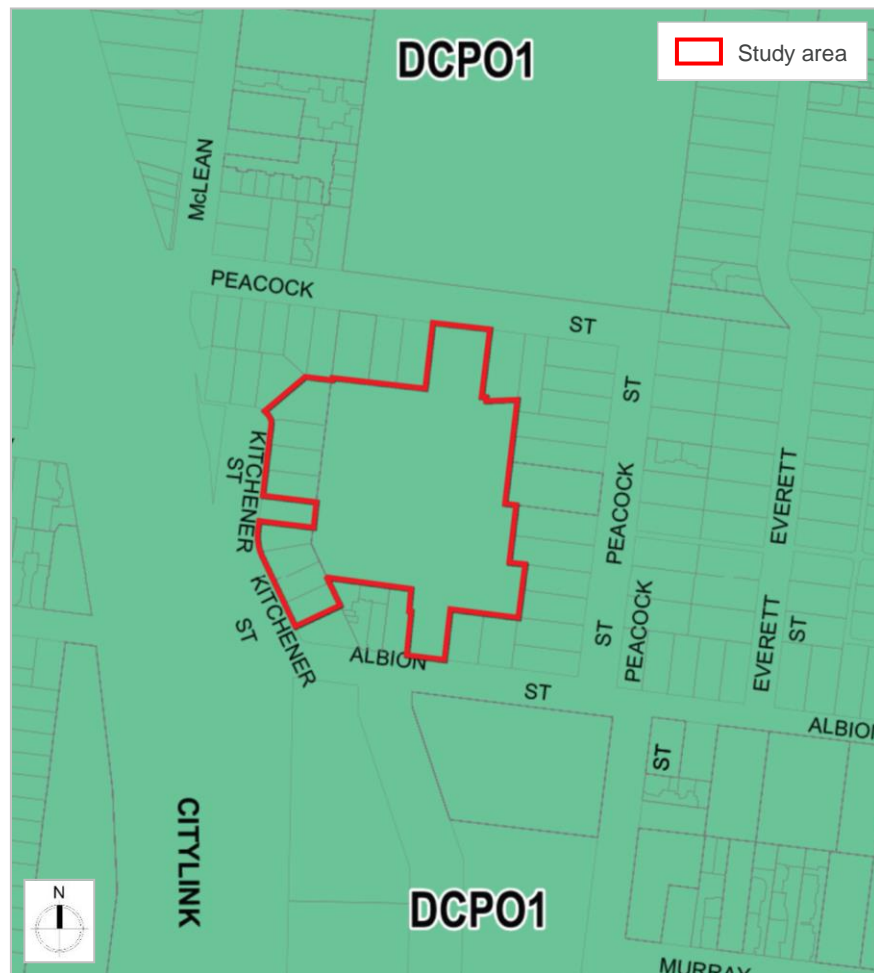 DCPO1
Study area
McLEAN
PEACOCK
ST
ST
KITCHENER
ST
PEACOCK
EVERETT
KITCHENER
ST
PEACOCK
ST
EVERETT
ST
ALBION
ST
ALBION
ST
CITYLINK
N
DCPO1
MURRAY